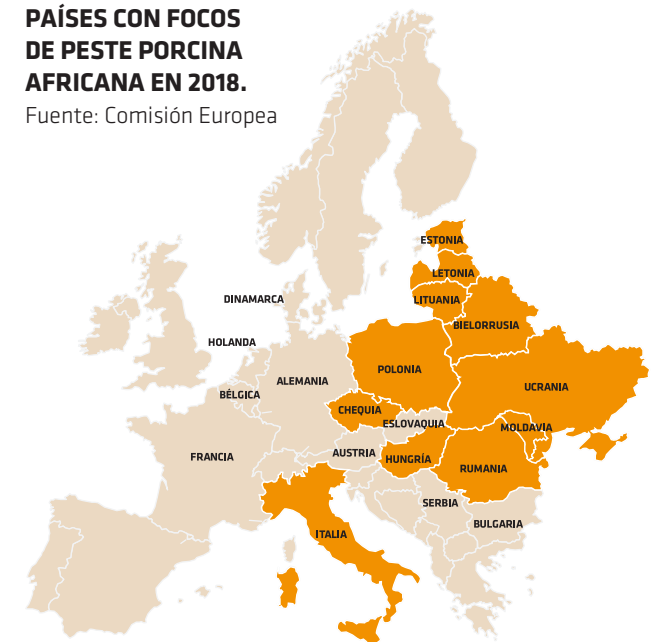 PAÍSES CON FOCOS
DE PESTE PORCINA
AFRICANA EN 2018.
Fuente: Comisión Europea
ESTONIA
LETONIA
LITUANIA
DINAMARCA
BIELORRUSIA
HOLANDA
POLONIA
ALEMANIA
UCRANIA
BÉLGICA
CHEQUIA
ESLOVAQUIA
MOLDAVIA
AUSTRIA
FRANCIA
HUNGRÍA
RUMANIA
SERBIA
BULGARIA
ITALIA